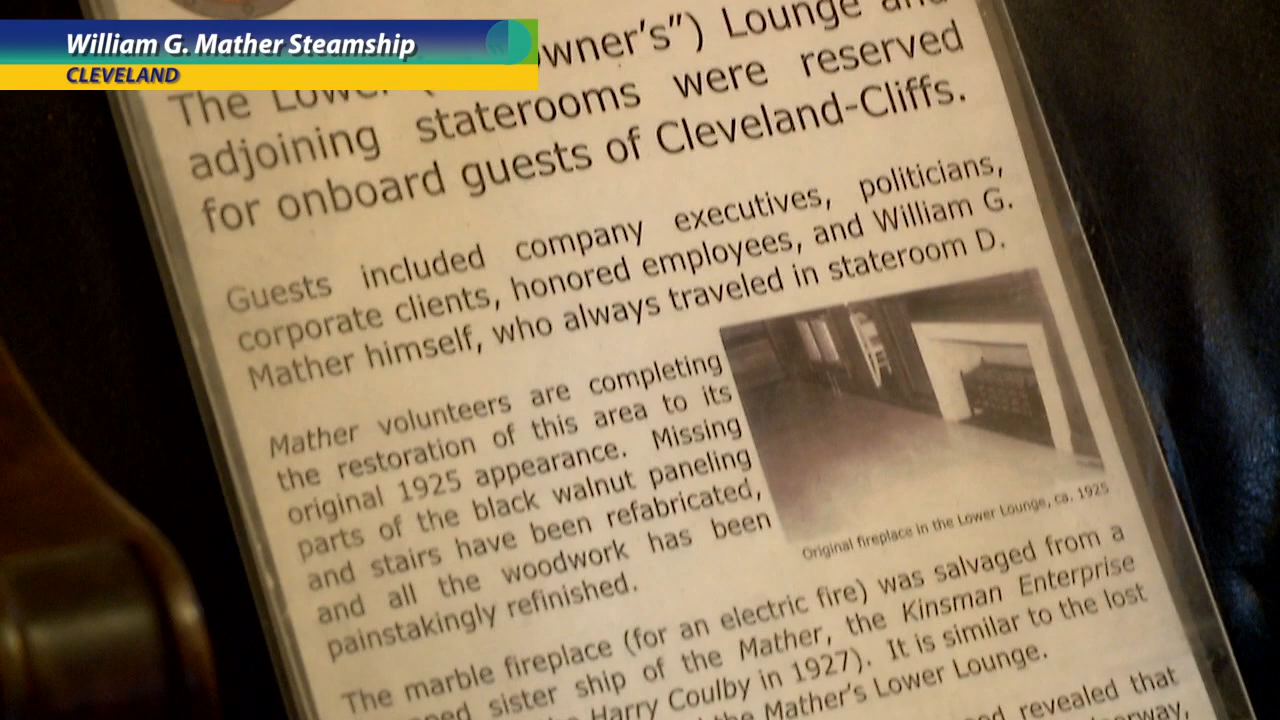 William G. Mather Steamship
CLEVELAND
The Lower owner's") Lounge and
adjoining staterooms were reserved
for onboard guests of Cleveland-Cliffs.
Guests included company executives, politicians,
corporate clients, honored employees, and William G.
Mather himself, who always traveled in stateroom D.
Mather volunteers are completing
the restoration of this area to its
original 1925 appearance. Missing
parts of the black walnut paneling
and stairs have been refabricated,
and all the woodwork has been
painstakingly refinished.
Original fireplace in the Lower Lounge, ca. 1925
The marble fireplace (for an electric fire) was salvaged from a
sister ship of the Mather, the Kinsman Enterprise
Harry Coulby in 1927). It is similar to the lost
the Mather's Lower Lounge.
revealed that